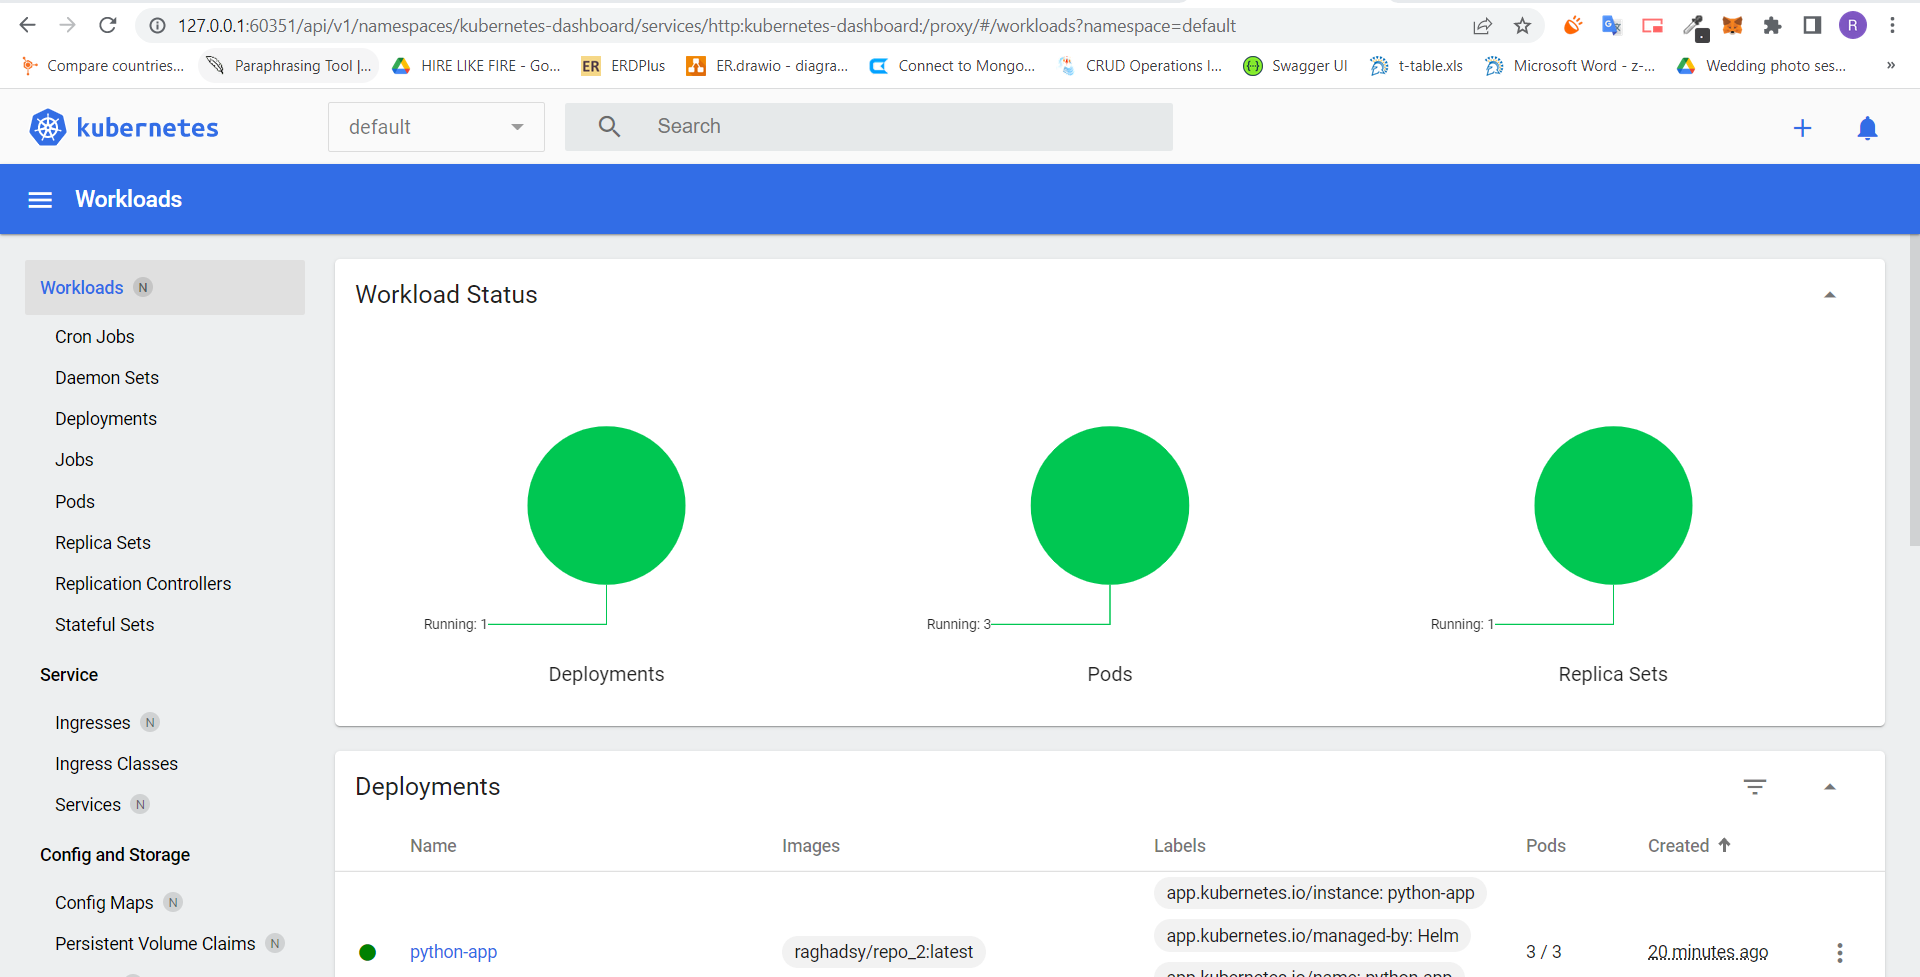 127.0.0.1:60351/api/v1/namespaces/kubernetes-dashboard/services/http:kubernetes-dashboard:/proxy/#/workloads?namespace=default
R
Compare countries...
Paraphrasing Tool |...
HIRE LIKE FIRE - Go...
ER
ERDPlus
ER.drawio - diagra...
Connect to Mongo...
CRUD Operations I...
Swagger UI
t-table.xls
Microsoft Word - z-...
Wedding photo ses...
»
kubernetes
default
Search
Workloads
Workloads N
Cron Jobs
Daemon Sets
Deployments
Jobs
Pods
Replica Sets
Replication Controllers
Stateful Sets
Service
Ingresses N
Ingress Classes
Services N
Config and Storage
Config Maps N
Persistent Volume Claims N
Workload Status
Running: 1
Deployments
Running: 3
Pods
Running: 1
Replica Sets
Deployments
Name Images Labels Pods Created
app.kubernetes.io/instance: python-app
app.kubernetes.io/managed-by: Helm
python-app raghadsy/repo_2:latest 3 / 3 20 minutes ago
app.kubernetes.io/name: python-app